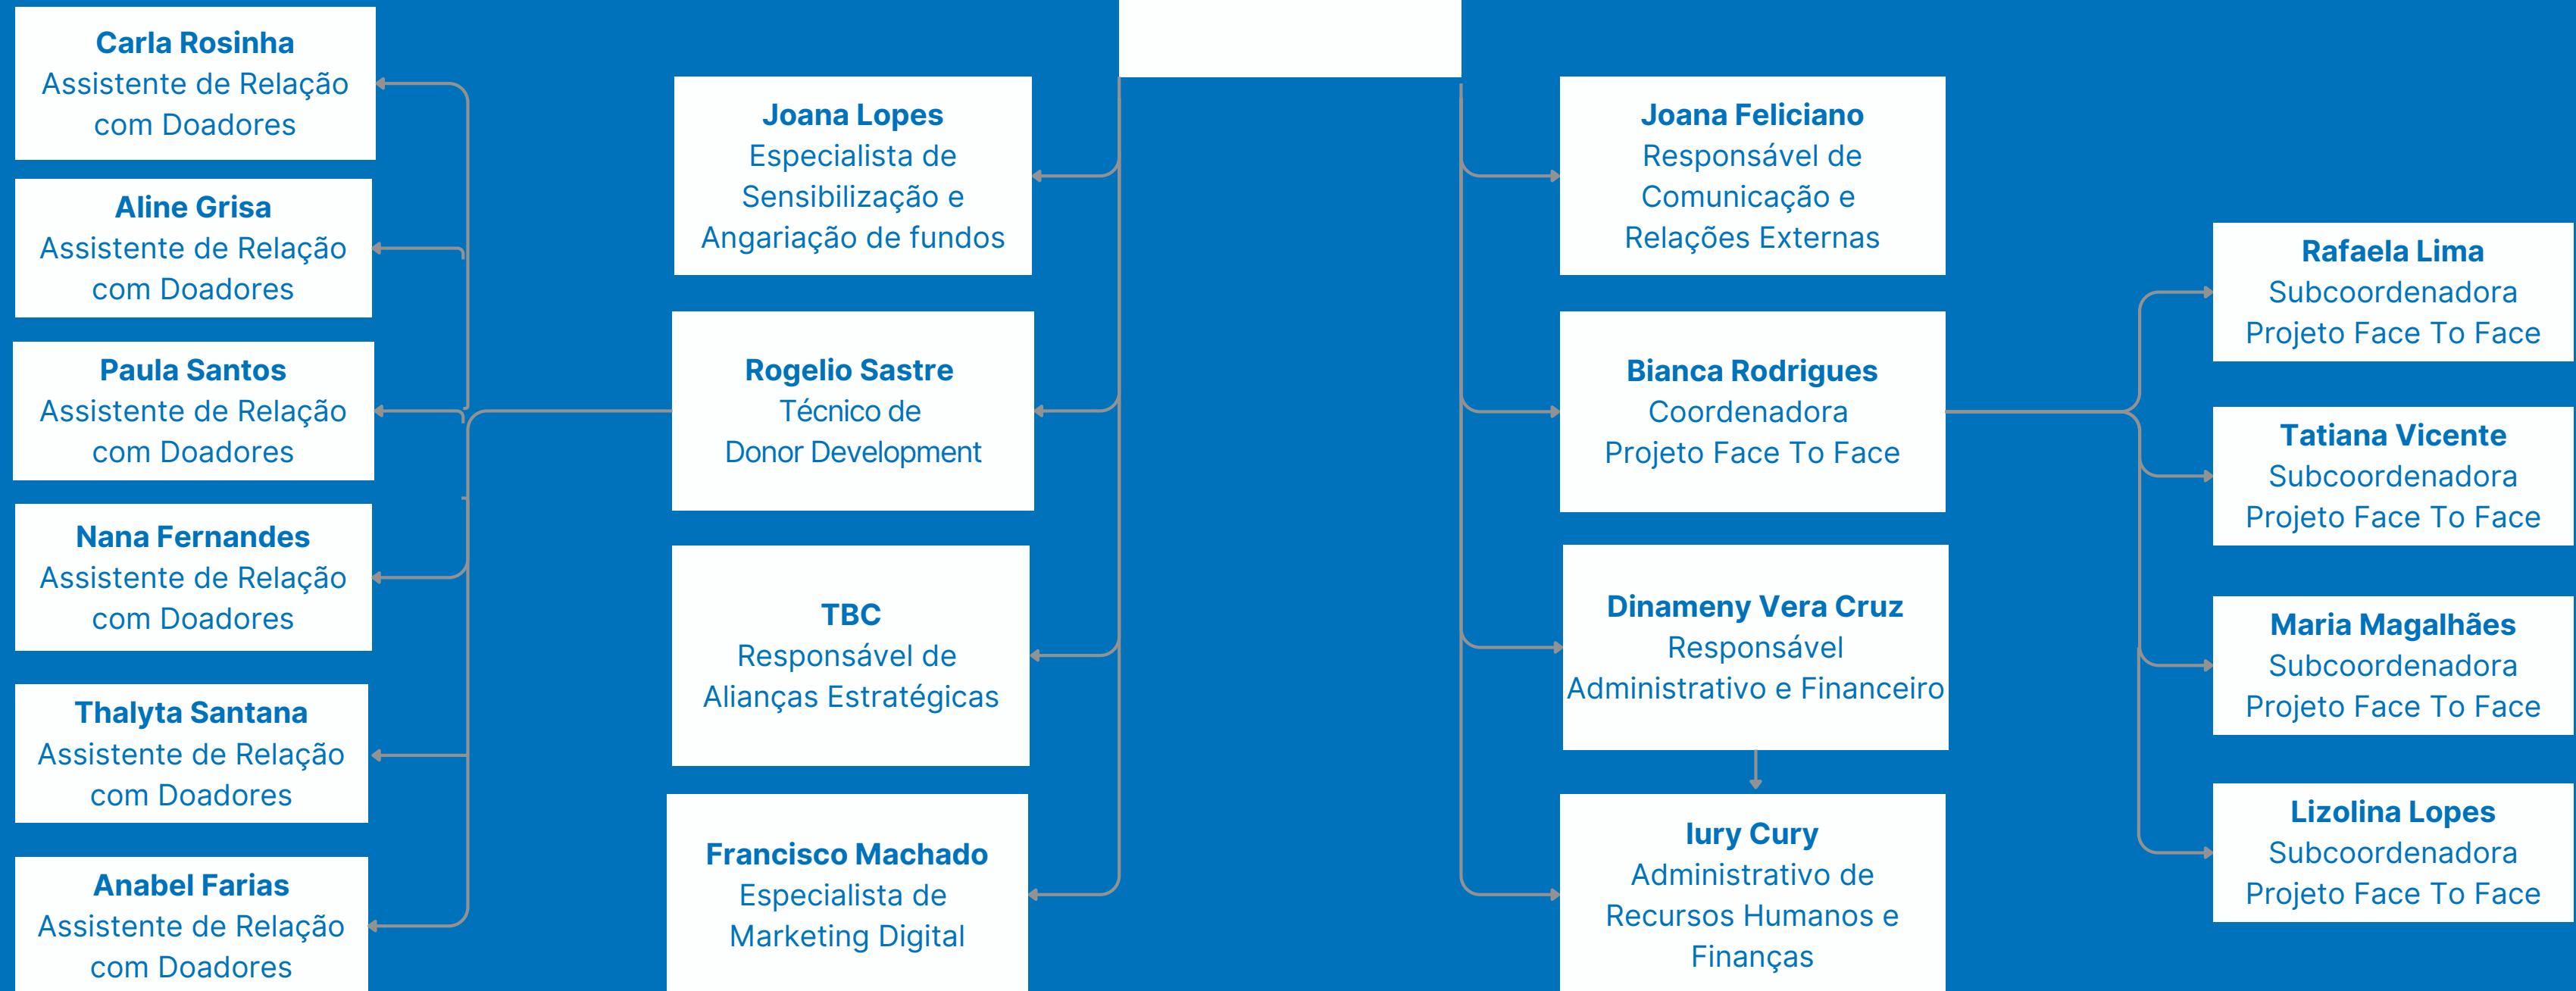 Carla Rosinha
Assistente de Relação
com Doadores
Aline Grisa
Assistente de Relação
com Doadores
Paula Santos
Assistente de Relação
com Doadores
Nana Fernandes
Assistente de Relação
com Doadores
Thalyta Santana
Assistente de Relação
com Doadores
Anabel Farias
Assistente de Relação
com Doadores
Joana Lopes
Especialista de
Sensibilização e
Angariação de fundos
Rogelio Sastre
Técnico de
Donor Development
TBC
Responsável de
Alianças Estratégicas
Francisco Machado
Especialista de
Marketing Digital
Joana Feliciano
Responsável de
Comunicação e
Relações Externas
Bianca Rodrigues
Coordenadora
Projeto Face To Face
Dinameny Vera Cruz
Responsável
Administrativo e Financeiro
Iury Cury
Administrativo de
Recursos Humanos e
Finanças
Rafaela Lima
Subcoordenadora
Projeto Face To Face
Tatiana Vicente
Subcoordenadora
Projeto Face To Face
Maria Magalhães
Subcoordenadora
Projeto Face To Face
Lizolina Lopes
Subcoordenadora
Projeto Face To Face